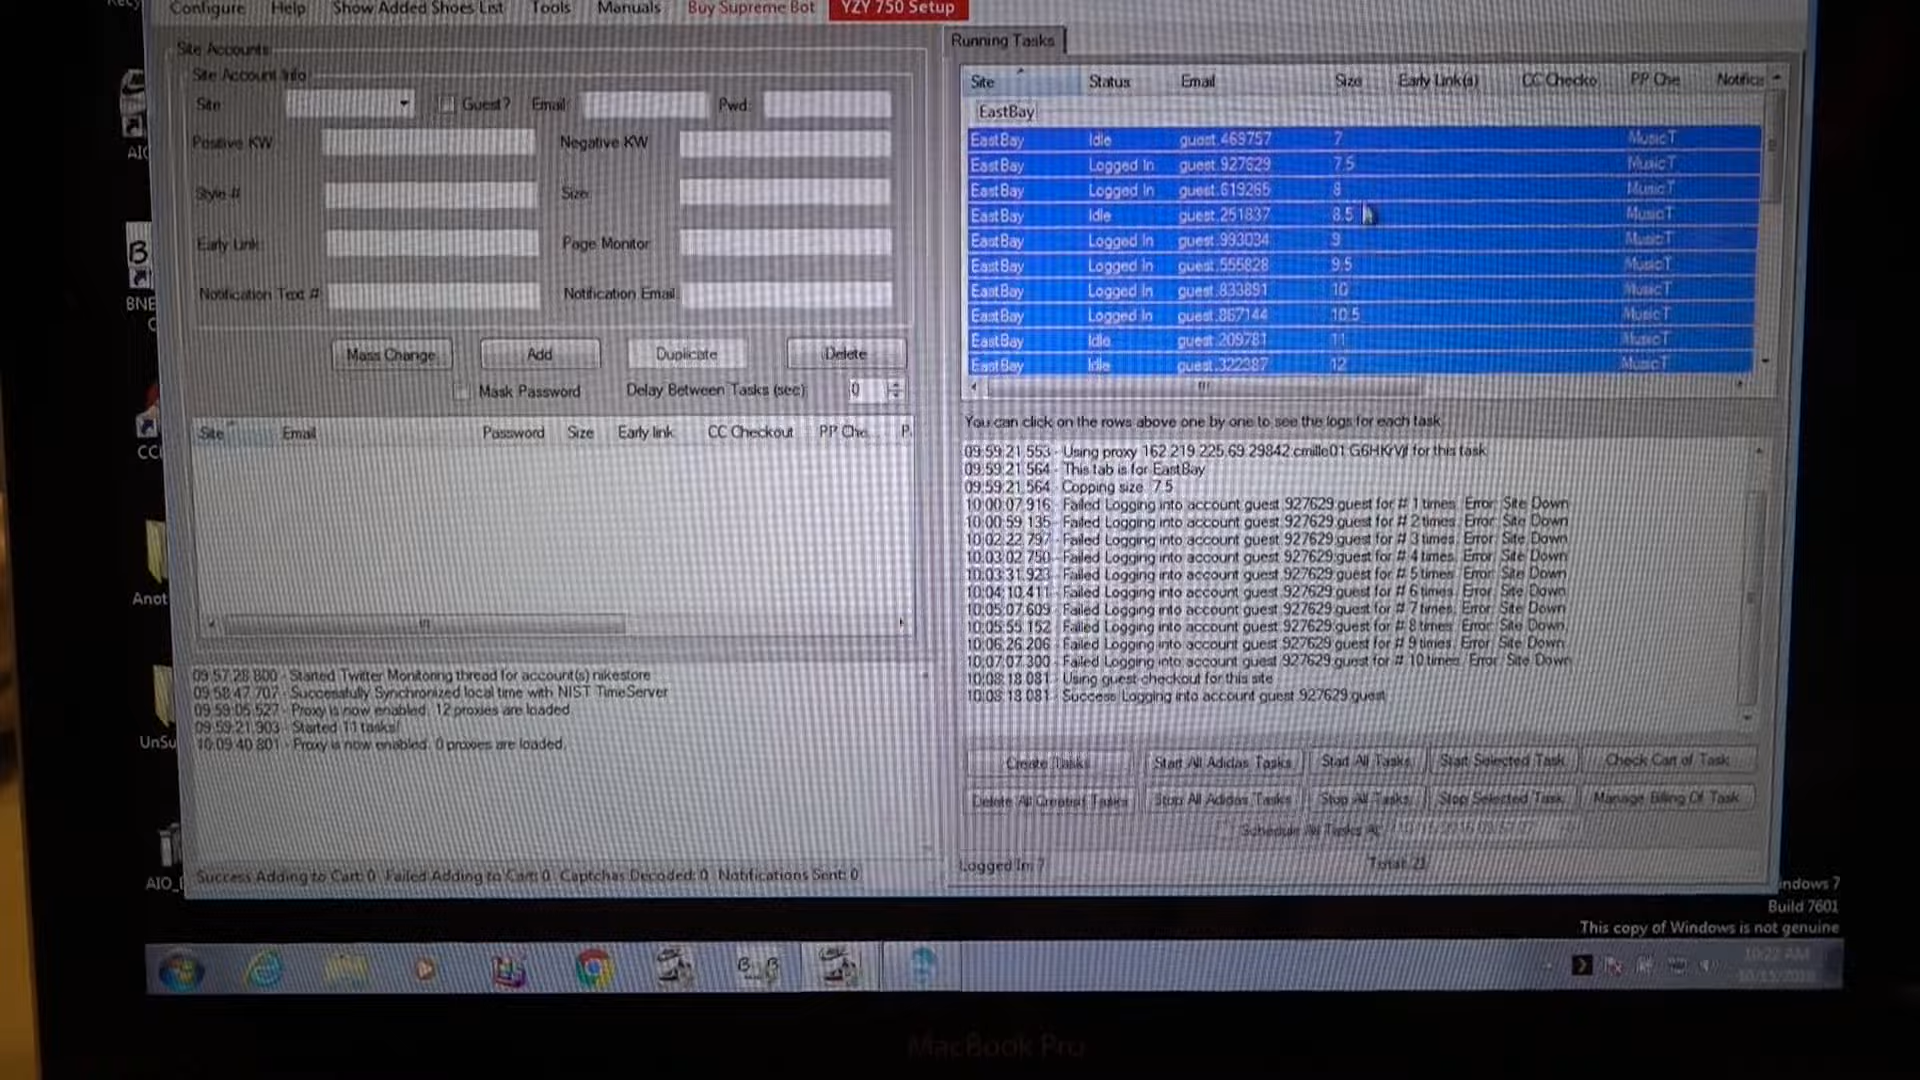 Configure Help Show Added Shoes List Tools Manuals Buy Supreme Bot YZY 750 Setup
Site Accounts
Site Account Info
Site Guest? Email: Pwd:
Positive KW Negative KW
Style # Size:
Early Link: Page Monitor
Notification Text # Notification Email
Mass Change Add Duplicate Delete
Mask Password Delay Between Tasks (sec) 0
Site Email Password Size Early link CC Checkout PP Che... P.
09:57:28.800 - Started Twitter Monitoring thread for account(s) nikestore
09:58:47.707 - Successfully Synchronized local time with NIST TimeServer
09:59:05.527 - Proxy is now enabled. 12 proxies are loaded.
09:59:21.903 - Started 11 tasks!
10:09:40.801 - Proxy is now enabled. 0 proxies are loaded.
Success Adding to Cart: 0 Failed Adding to Cart: 0 Captchas Decoded: 0 Notifications Sent: 0
Running Tasks
Site Status Email Size Early Link(s) CC Checko PP Che Notifica
EastBay
EastBay Idle guest.469757 7 MusicT
EastBay Logged In guest.927629 7.5 MusicT
EastBay Logged In guest.619265 8 MusicT
EastBay Idle guest.251837 8.5 MusicT
EastBay Logged In guest.993034 9 MusicT
EastBay Logged In guest.555828 9.5 MusicT
EastBay Logged In guest.833891 10 MusicT
EastBay Logged In guest.867144 10.5 MusicT
EastBay Idle guest.209781 11 MusicT
EastBay Idle guest.322387 12 MusicT
You can click on the rows above one by one to see the logs for each task
09:59:21.553 - Using proxy 162.219.225.69:29842 for this task
09:59:21.564 - This tab is for EastBay
09:59:21.564 - Copping size: 7.5
10:00:07.916 - Failed Logging into account guest.927629:guest for # 1 times. Error: Site Down
10:00:59.135 - Failed Logging into account guest.927629:guest for # 2 times. Error: Site Down
10:02:22.797 - Failed Logging into account guest.927629:guest for # 3 times. Error: Site Down
10:03:02.750 - Failed Logging into account guest.927629:guest for # 4 times. Error: Site Down
10:03:31.923 - Failed Logging into account guest.927629:guest for # 5 times. Error: Site Down
10:04:10.411 - Failed Logging into account guest.927629:guest for # 6 times. Error: Site Down
10:05:07.609 - Failed Logging into account guest.927629:guest for # 7 times. Error: Site Down
10:05:55.152 - Failed Logging into account guest.927629:guest for # 8 times. Error: Site Down
10:06:26.206 - Failed Logging into account guest.927629:guest for # 9 times. Error: Site Down
10:07:07.300 - Failed Logging into account guest.927629:guest for # 10 times. Error: Site Down
10:08:18.081 - Using guest checkout for this site
10:08:18.081 - Success Logging into account guest.927629:guest
Create Tasks Start All Adidas Tasks Start All Tasks Start Selected Task Check Cart of Task
Delete All Created Tasks Stop All Adidas Tasks Stop All Tasks Stop Selected Task Manage Billing Of Task
Schedule All Tasks At
Logged In: 7 Total: 21
AIO
BNE
CC
Anot
UnSu
AIO_
indows 7
Build 7601
This copy of Windows is not genuine
10:22 AM
MacBook Pro